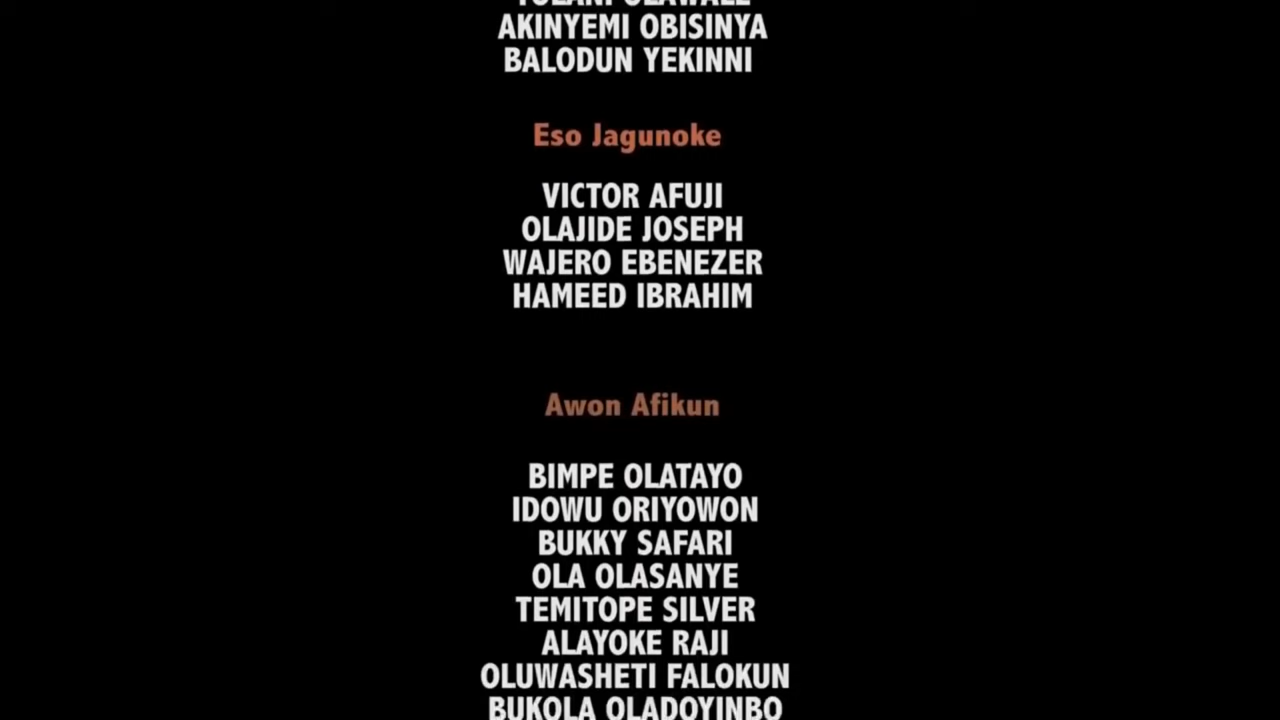 AKINYEMI OBISINYA
BALODUN YEKINNI
Eso Jagunoke
VICTOR AFUJI
OLAJIDE JOSEPH
WAJERO EBENEZER
HAMEED IBRAHIM
Awon Afikun
BIMPE OLATAYO
IDOWU ORIYOWON
BUKKY SAFARI
OLA OLASANYE
TEMITOPE SILVER
ALAYOKE RAJI
OLUWASHETI FALOKUN
BUKOLA OLADOYINBO